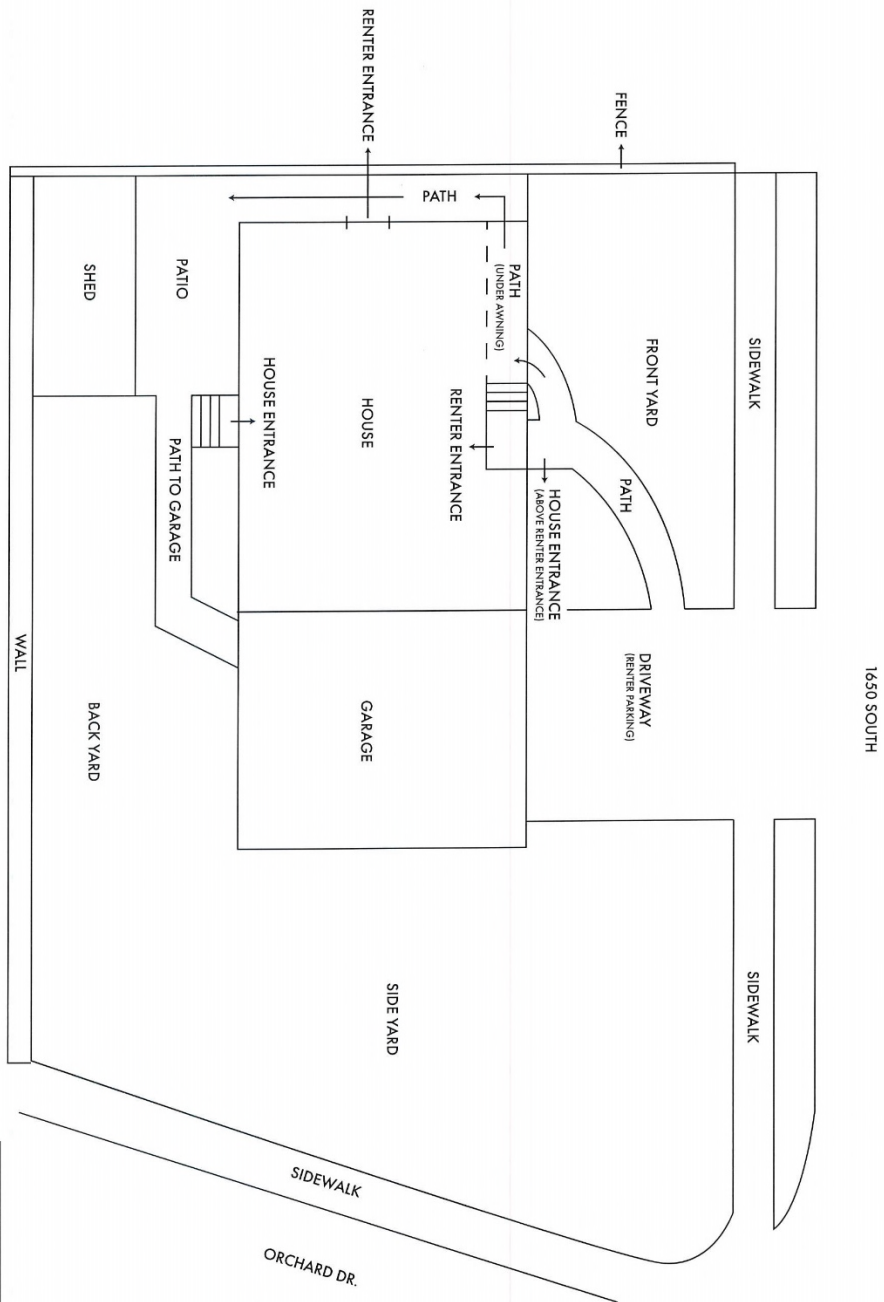 1650 SOUTH
SIDEWALK
SIDEWALK
FENCE
FRONT YARD
PATH
DRIVEWAY
(RENTER PARKING)
PATH
(UNDER AWNING)
HOUSE ENTRANCE
(ABOVE RENTER ENTRANCE)
RENTER ENTRANCE
PATH
RENTER ENTRANCE
HOUSE
GARAGE
SIDE YARD
HOUSE ENTRANCE
PATIO
PATH TO GARAGE
SHED
BACK YARD
WALL
SIDEWALK
ORCHARD DR.